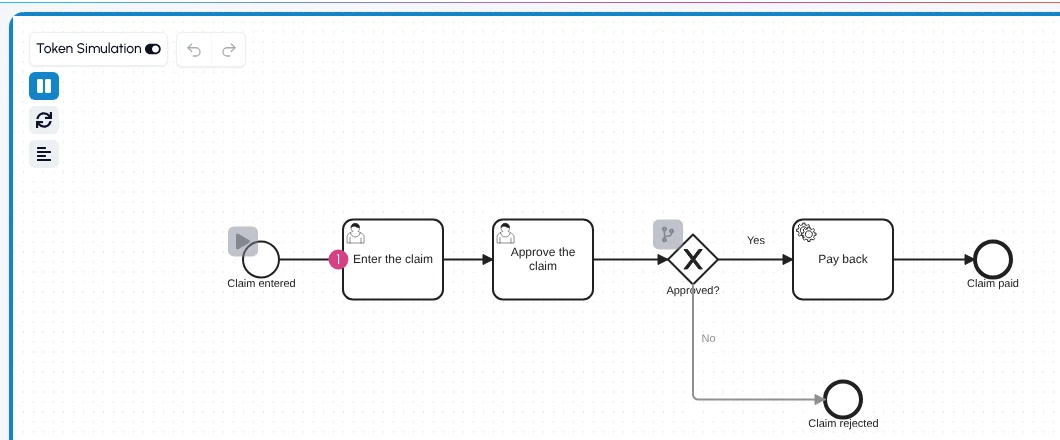 Token Simulation
1
Enter the claim
Claim entered
Approve the
claim
Approved?
Yes
Pay back
Claim paid
No
Claim rejected